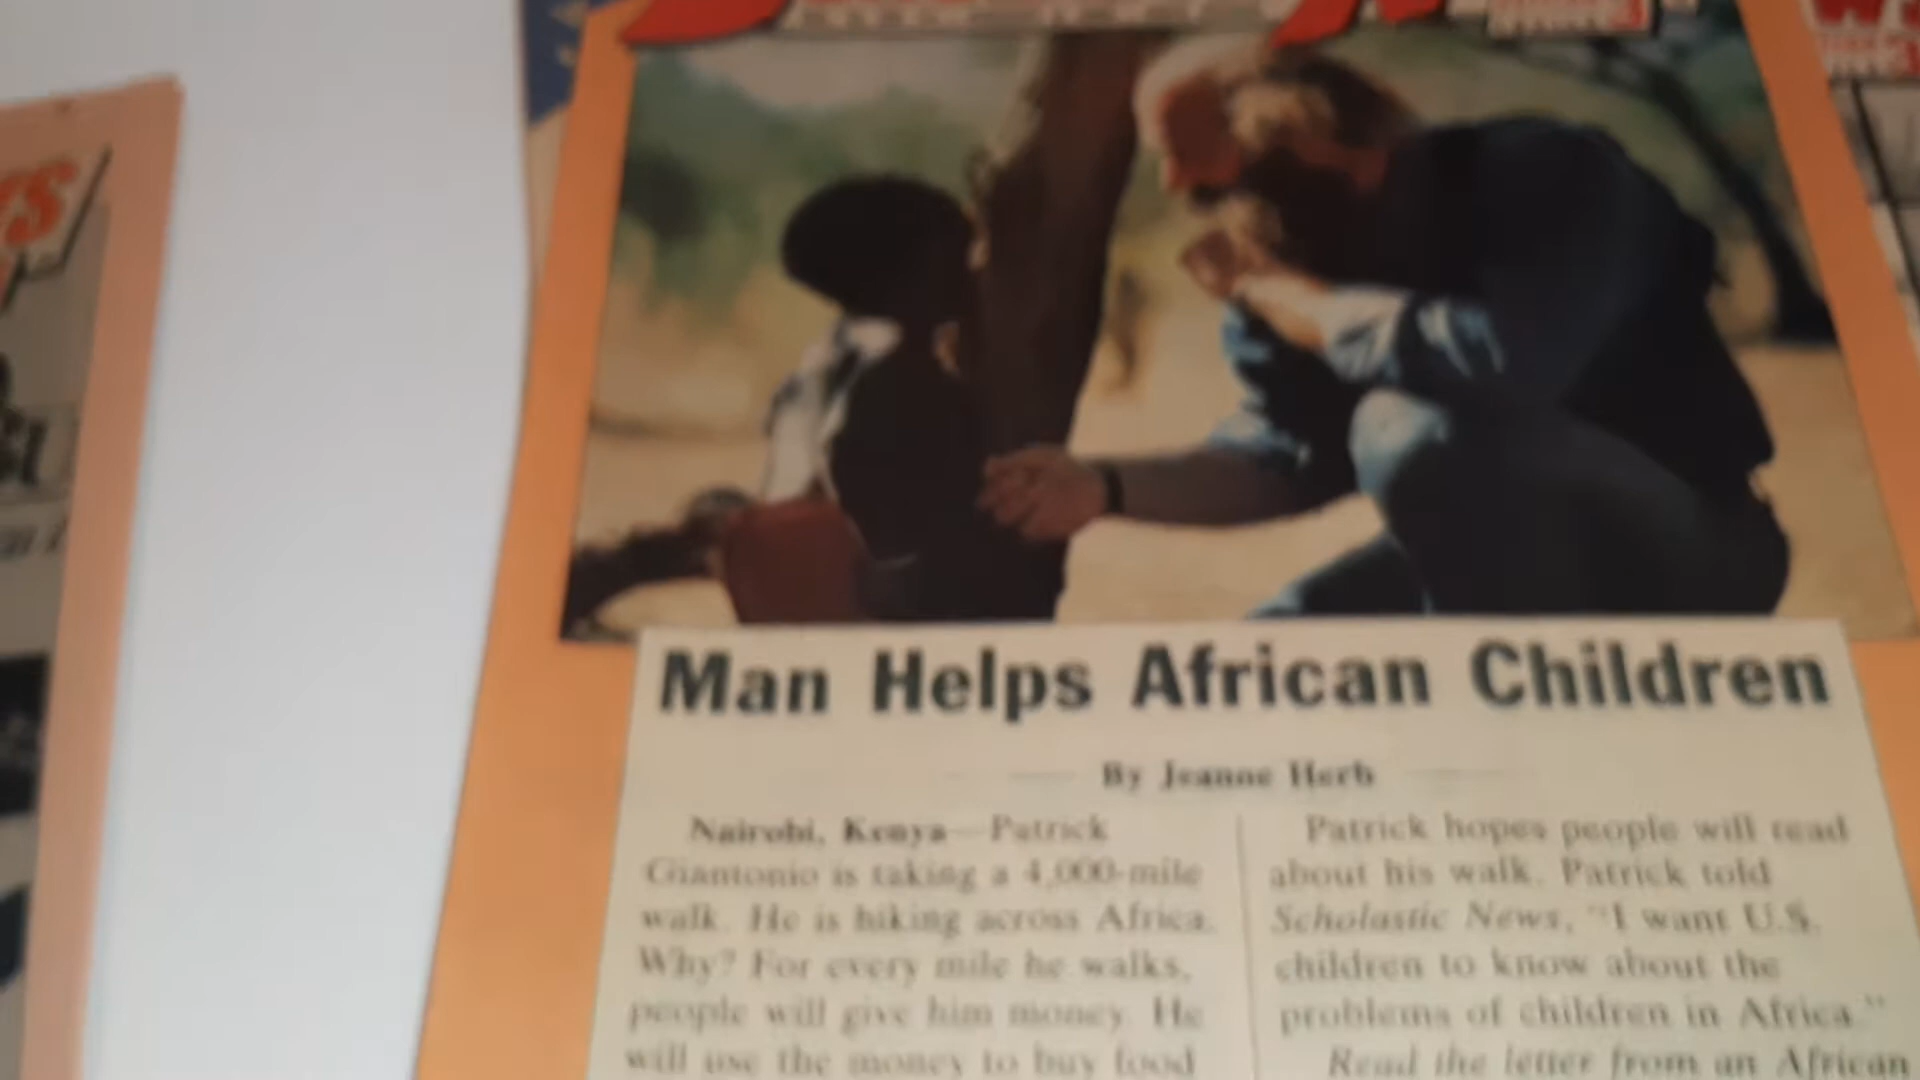 Man Helps African Children
By Jeanne Herb
Nairobi, Kenya—Patrick
Giantonio is taking a 4,000-mile
walk. He is hiking across Africa.
Why? For every mile he walks,
people will give him money. He
will use the money to buy food
Patrick hopes people will read
about his walk. Patrick told
Scholastic News, "I want U.S.
children to know about the
problems of children in Africa."
Read the letter from an African